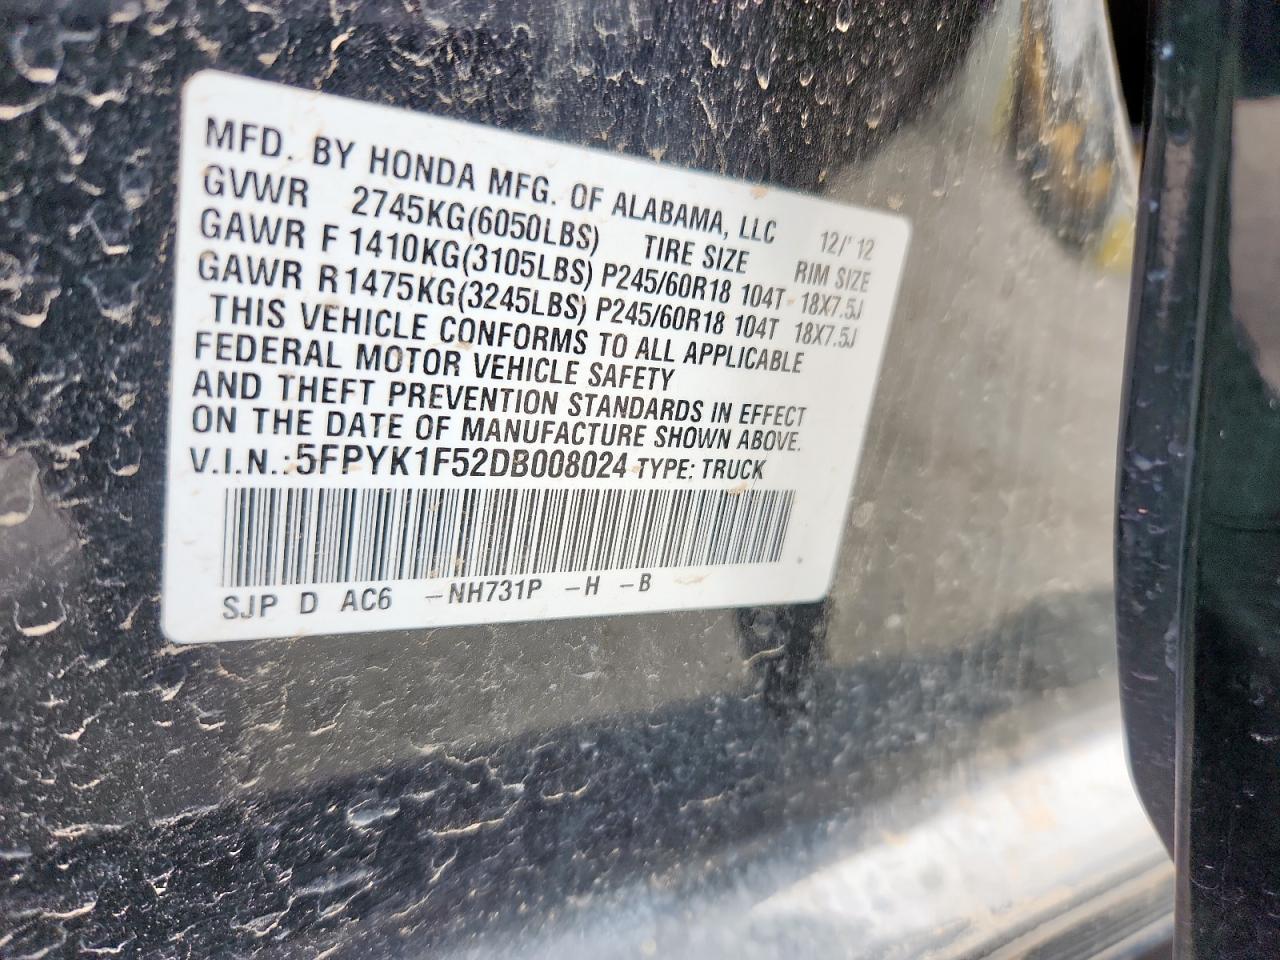 MFD. BY HONDA MFG. OF ALABAMA, LLC 12/'12
GVWR 2745KG(6050LBS) TIRE SIZE RIM SIZE
GAWR F 1410KG(3105LBS) P245/60R18 104T 18X7.5J
GAWR R 1475KG(3245LBS) P245/60R18 104T 18X7.5J
THIS VEHICLE CONFORMS TO ALL APPLICABLE
FEDERAL MOTOR VEHICLE SAFETY
AND THEFT PREVENTION STANDARDS IN EFFECT
ON THE DATE OF MANUFACTURE SHOWN ABOVE.
V.I.N.: 5FPYK1F52DB008024 TYPE: TRUCK
SJP D AC6 -NH731P -H -B